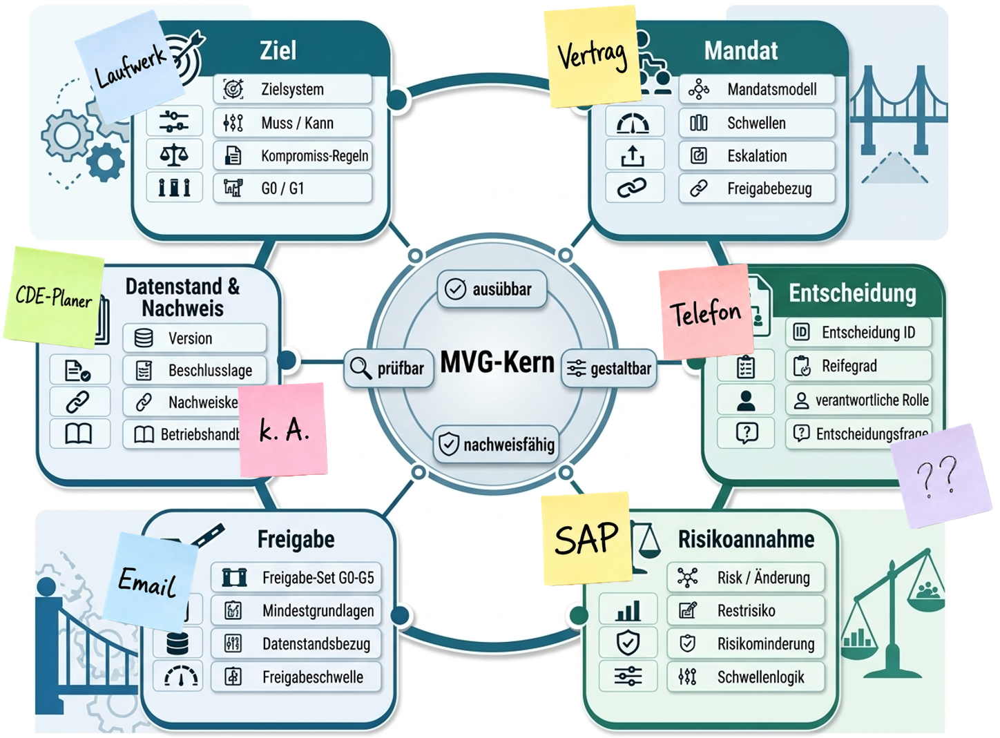 Laufwerk
Ziel
Zielsystem
Muss / Kann
Kompromiss-Regeln
G0 / G1
Vertrag
Mandat
Mandatsmodell
Schwellen
Eskalation
Freigabebezug
CDE-Planer
Datenstand &
Nachweis
Version
Beschlusslage
Nachweiske
Betriebshandb
k. A.
ausübbar
prüfbar
MVG-Kern
gestaltbar
nachweisfähig
Telefon
Entscheidung
ID
Entscheidung ID
Reifegrad
verantwortliche Rolle
Entscheidungsfrage
??
Email
Freigabe
Freigabe-Set G0-G5
Mindestgrundlagen
Datenstandsbezug
Freigabeschwelle
SAP
Risikoannahme
Risk / Änderung
Restrisiko
Risikominderung
Schwellenlogik